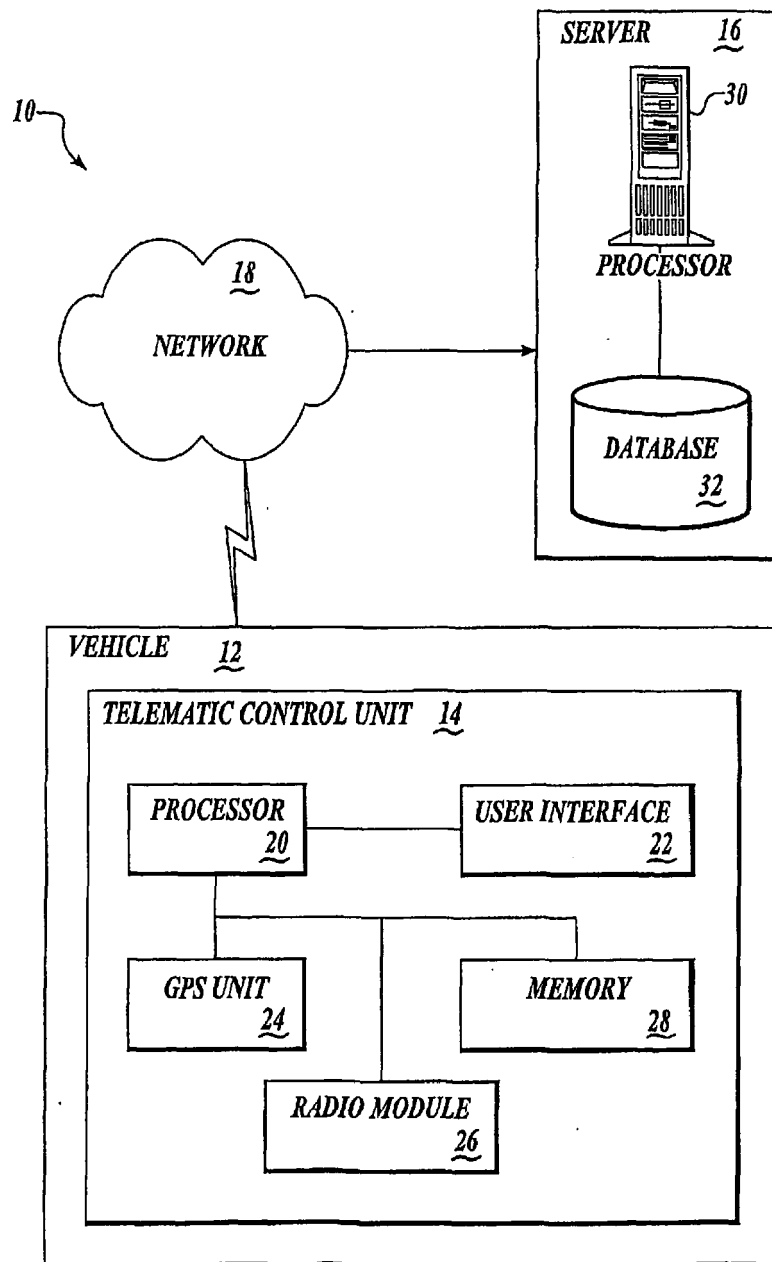 SERVER 16
10
30
PROCESSOR
18
NETWORK
DATABASE
32
VEHICLE 12
TELEMATIC CONTROL UNIT 14
PROCESSOR
20
USER INTERFACE
22
GPS UNIT
24
MEMORY
28
RADIO MODULE
26